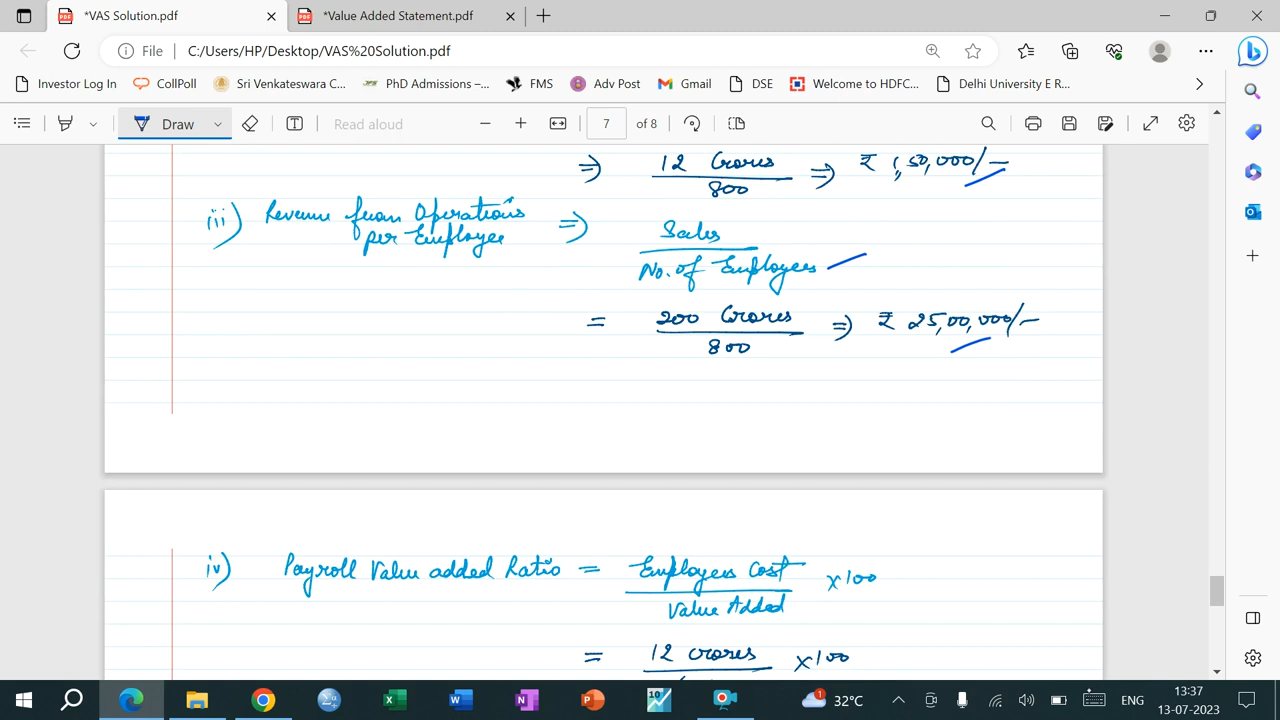 *VAS Solution.pdf
*Value Added Statement.pdf
File C:/Users/HP/Desktop/VAS%20Solution.pdf
Investor Log In CollPoll Sri Venkateswara C... PhD Admissions –... FMS Adv Post Gmail DSE Welcome to HDFC... Delhi University E R...
Draw Read aloud 7 of 8
⇒ 12 Crores / 800 ⇒ ₹ 1,50,000/-
iii) Revenue from Operations per Employee ⇒ Sales / No. of Employees
= 200 Crores / 800 ⇒ ₹ 25,00,000/-
iv) Payroll Value added Ratio = Employees Cost / Value Added x100
= 12 crores x100
10
1
32°C
ENG
13:37
13-07-2023